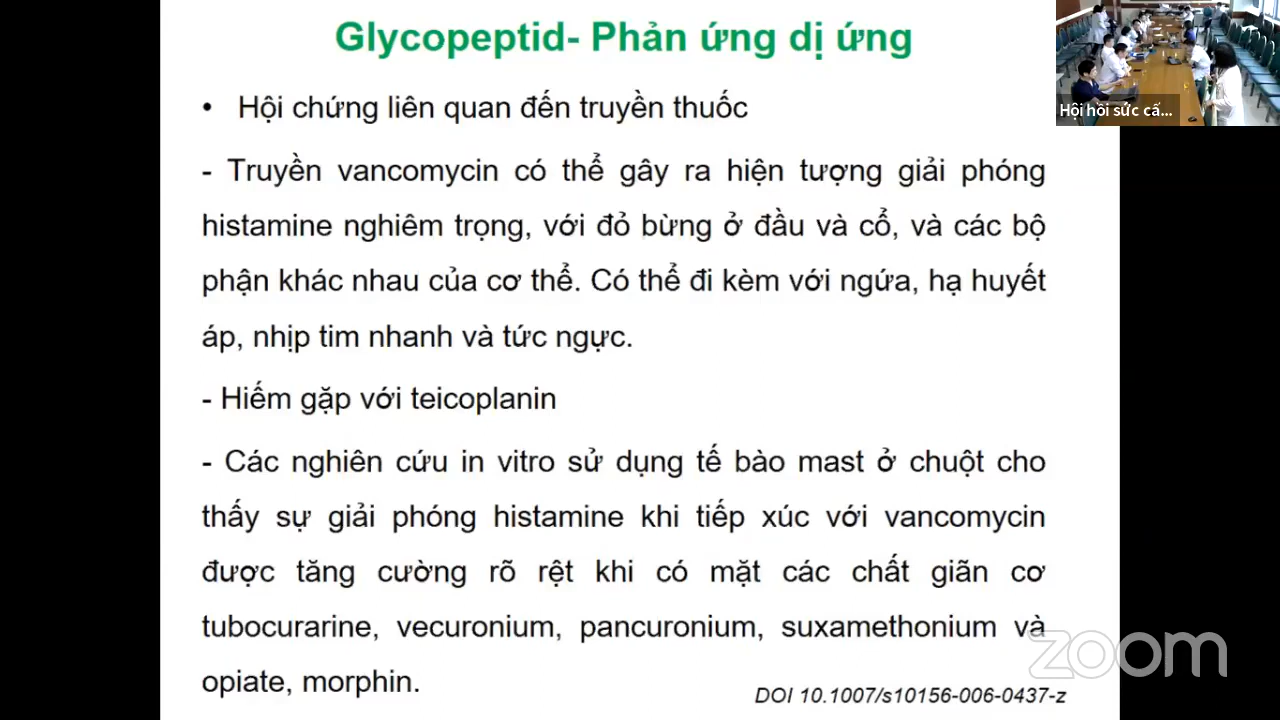 Glycopeptid- Phản ứng dị ứng
• Hội chứng liên quan đến truyền thuốc
- Truyền vancomycin có thể gây ra hiện tượng giải phóng
histamine nghiêm trọng, với đỏ bừng ở đầu và cổ, và các bộ
phận khác nhau của cơ thể. Có thể đi kèm với ngứa, hạ huyết
áp, nhịp tim nhanh và tức ngực.
- Hiếm gặp với teicoplanin
- Các nghiên cứu in vitro sử dụng tế bào mast ở chuột cho
thấy sự giải phóng histamine khi tiếp xúc với vancomycin
được tăng cường rõ rệt khi có mặt các chất giãn cơ
tubocurarine, vecuronium, pancuronium, suxamethonium và
opiate, morphin.
DOI 10.1007/s10156-006-0437-z
Hội hồi sức cấ...
zoom